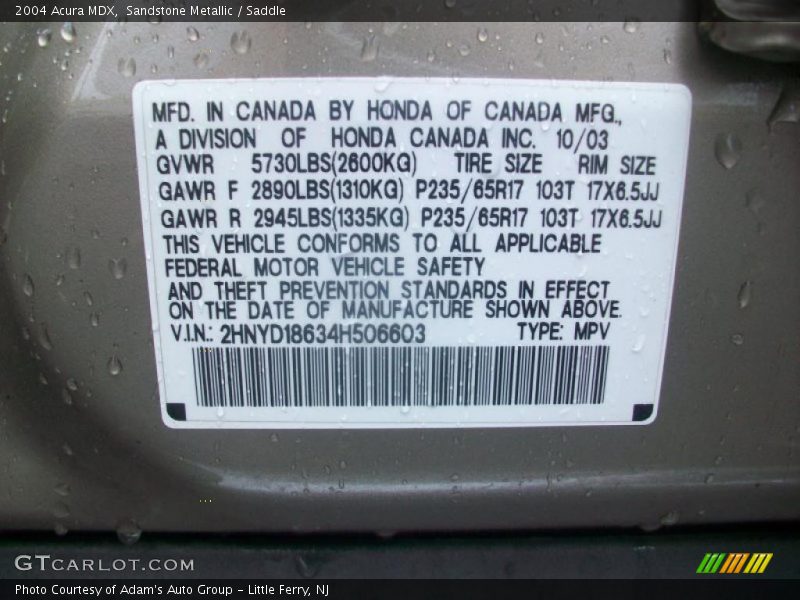 2004 Acura MDX, Sandstone Metallic / Saddle
MFD. IN CANADA BY HONDA OF CANADA MFG.,
A DIVISION OF HONDA CANADA INC. 10/03
GVWR 5730LBS(2600KG) TIRE SIZE RIM SIZE
GAWR F 2890LBS(1310KG) P235/65R17 103T 17X6.5JJ
GAWR R 2945LBS(1335KG) P235/65R17 103T 17X6.5JJ
THIS VEHICLE CONFORMS TO ALL APPLICABLE
FEDERAL MOTOR VEHICLE SAFETY
AND THEFT PREVENTION STANDARDS IN EFFECT
ON THE DATE OF MANUFACTURE SHOWN ABOVE.
V.I.N.: 2HNYD18634H506603 TYPE: MPV
GTCARLOT.COM
Photo Courtesy of Adam's Auto Group – Little Ferry, NJ